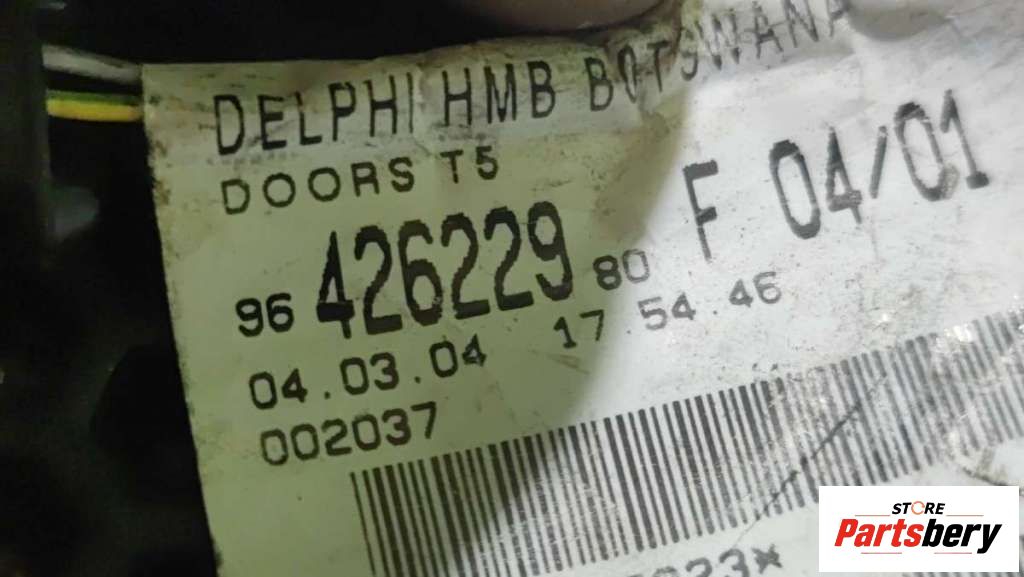 DELPHI HMB BOTSWANA
DOORS T5
96 426229 80 F 04/01
04.03.04 17.54.46
002037
STORE
Partsbery